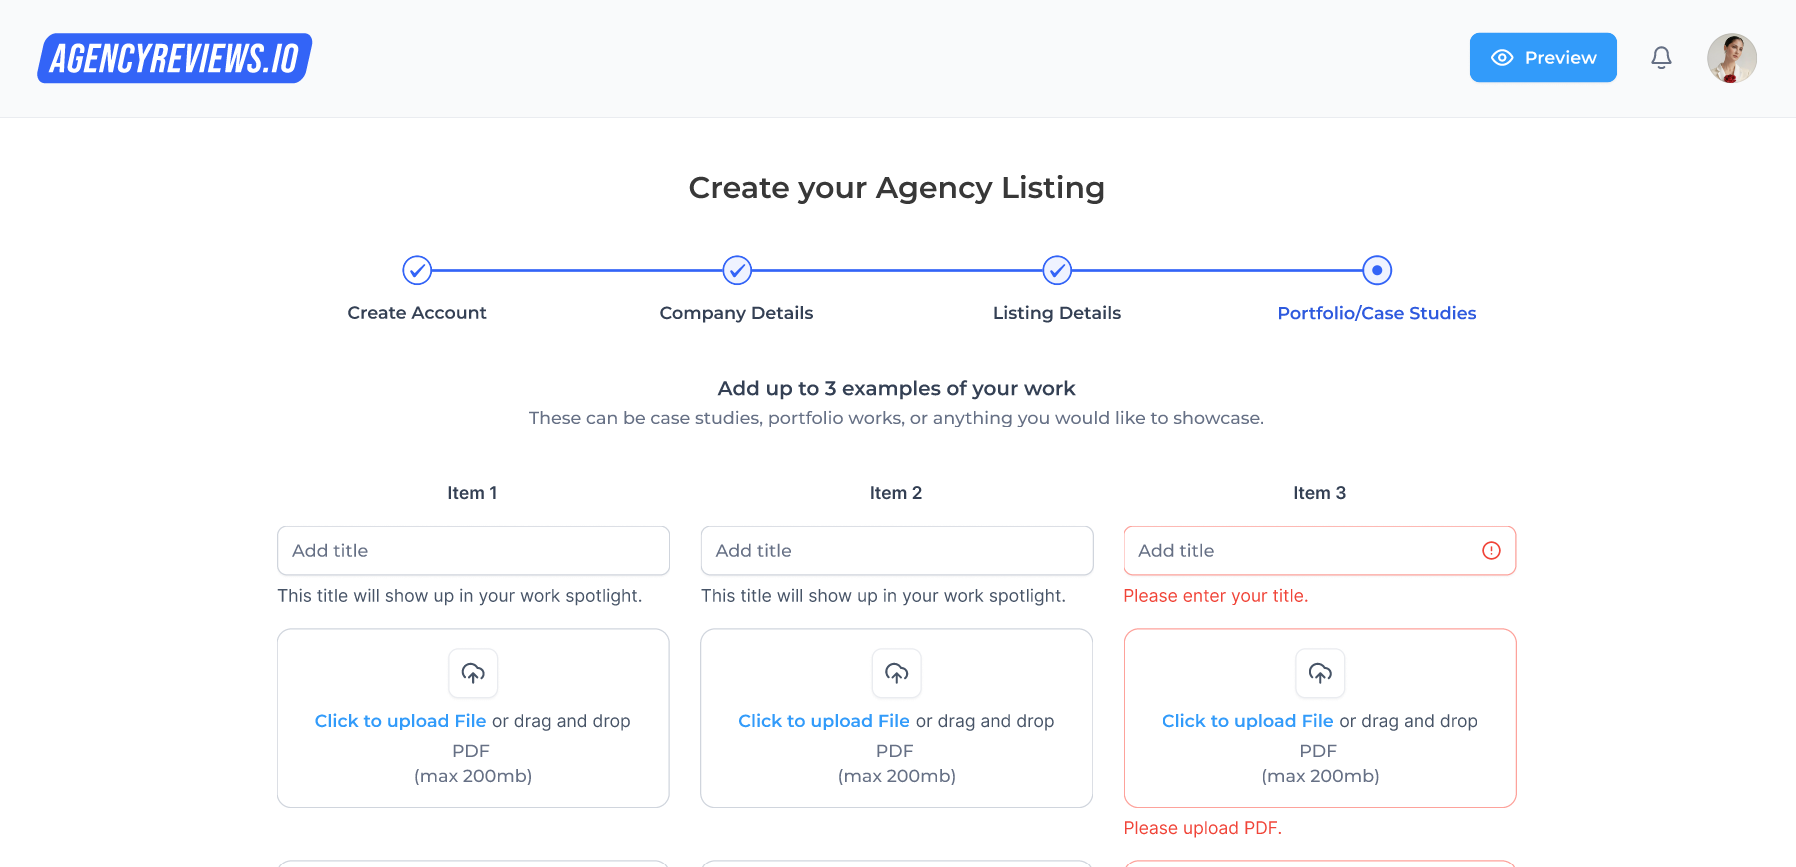 AGENCYREVIEWS.IO
Preview
Create your Agency Listing
Create Account
Company Details
Listing Details
Portfolio/Case Studies
Add up to 3 examples of your work
These can be case studies, portfolio works, or anything you would like to showcase.
Item 1
Item 2
Item 3
Add title
Add title
Add title
This title will show up in your work spotlight.
This title will show up in your work spotlight.
Please enter your title.
Click to upload File or drag and drop
PDF
(max 200mb)
Click to upload File or drag and drop
PDF
(max 200mb)
Click to upload File or drag and drop
PDF
(max 200mb)
Please upload PDF.